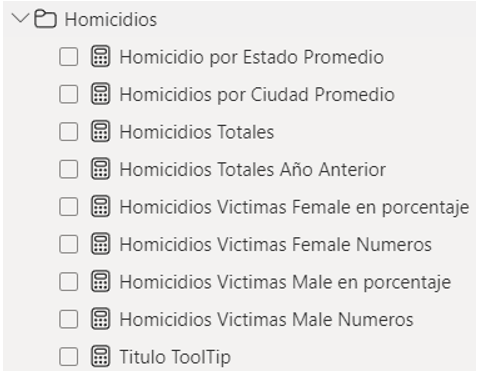 Homicidios
Homicidio por Estado Promedio
Homicidios por Ciudad Promedio
Homicidios Totales
Homicidios Totales Año Anterior
Homicidios Victimas Female en porcentaje
Homicidios Victimas Female Numeros
Homicidios Victimas Male en porcentaje
Homicidios Victimas Male Numeros
Titulo ToolTip